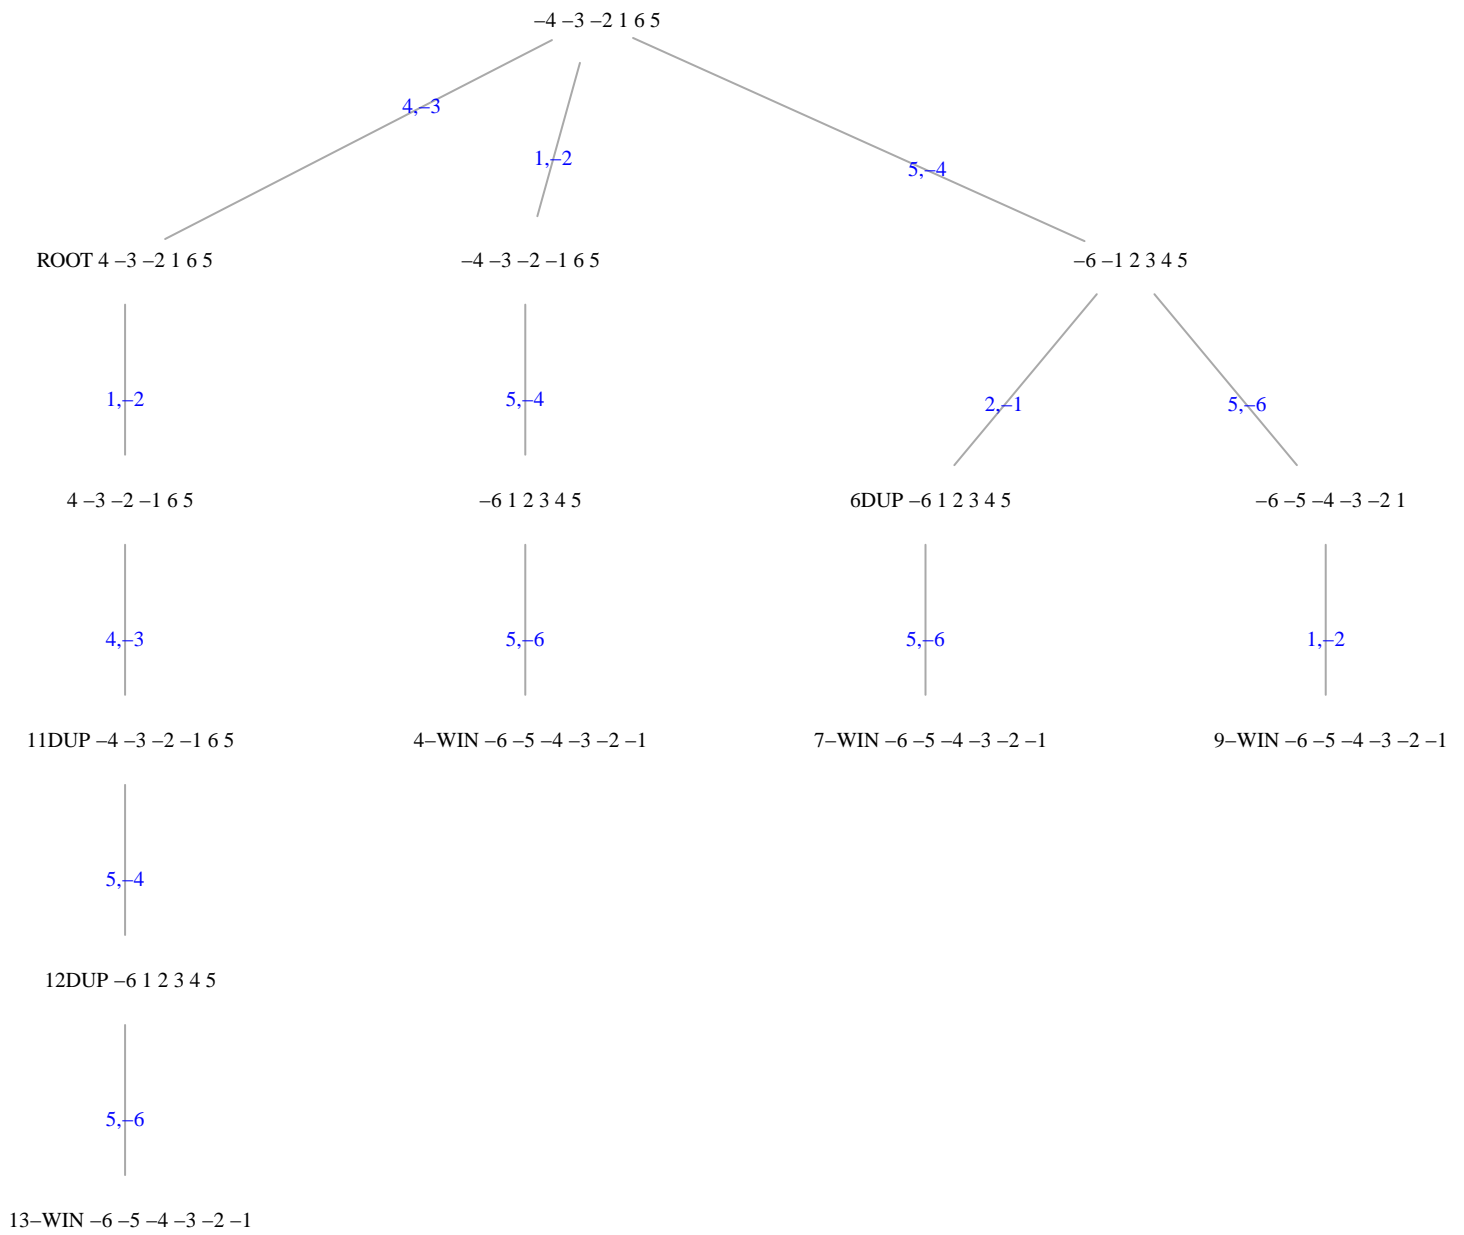 –4 –3 –2 1 6 5
4,–3
1,–2
5,–4
ROOT 4 –3 –2 1 6 5
–4 –3 –2 –1 6 5
–6 –1 2 3 4 5
1,–2
5,–4
2,–1
5,–6
4 –3 –2 –1 6 5
–6 1 2 3 4 5
6DUP –6 1 2 3 4 5
–6 –5 –4 –3 –2 1
4,–3
5,–6
5,–6
1,–2
11DUP –4 –3 –2 –1 6 5
4–WIN –6 –5 –4 –3 –2 –1
7–WIN –6 –5 –4 –3 –2 –1
9–WIN –6 –5 –4 –3 –2 –1
5,–4
12DUP –6 1 2 3 4 5
5,–6
13–WIN –6 –5 –4 –3 –2 –1